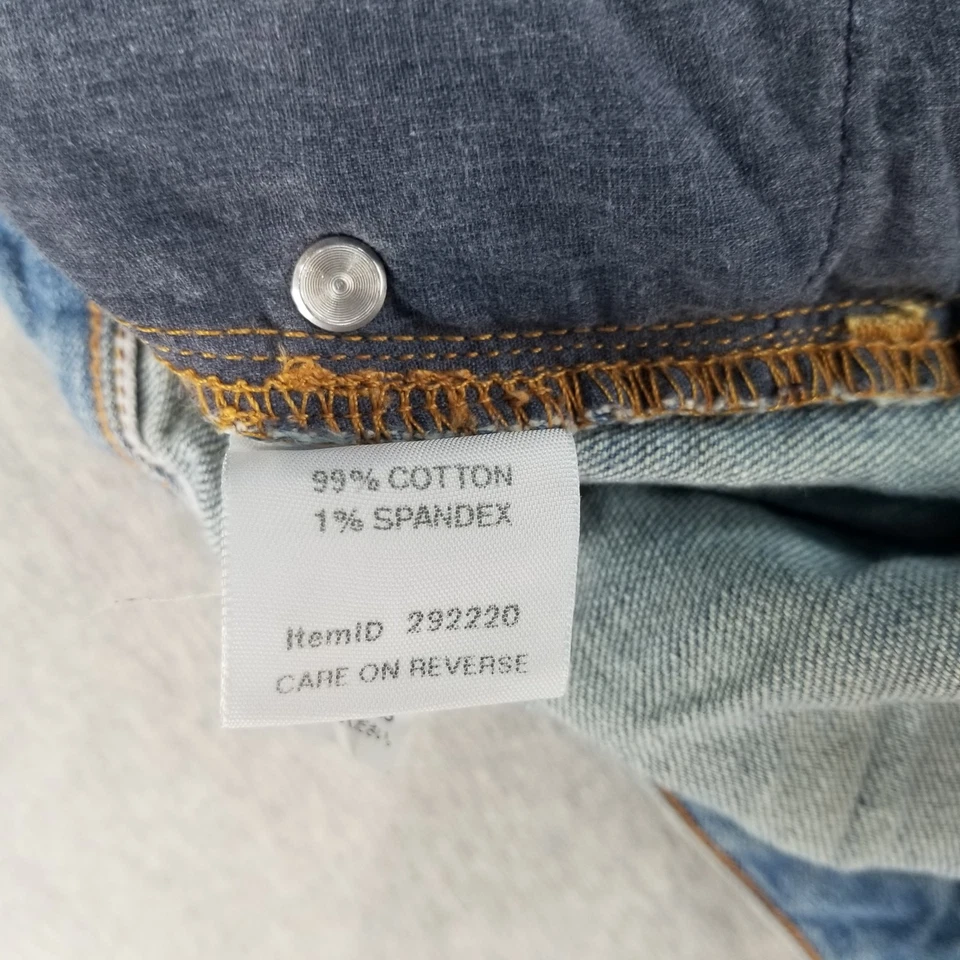 99% COTTON
1% SPANDEX
ItemID 292220
CARE ON REVERSE